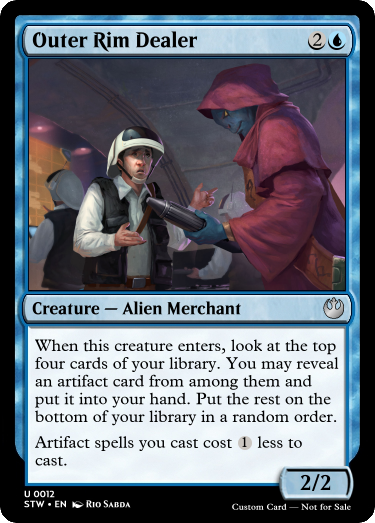 Outer Rim Dealer 2
Creature — Alien Merchant
When this creature enters, look at the top
four cards of your library. You may reveal
an artifact card from among them and
put it into your hand. Put the rest on the
bottom of your library in a random order.
Artifact spells you cast cost 1 less to
cast.
2/2
U 0012
STW • EN Rio Sabda
Custom Card — Not for Sale